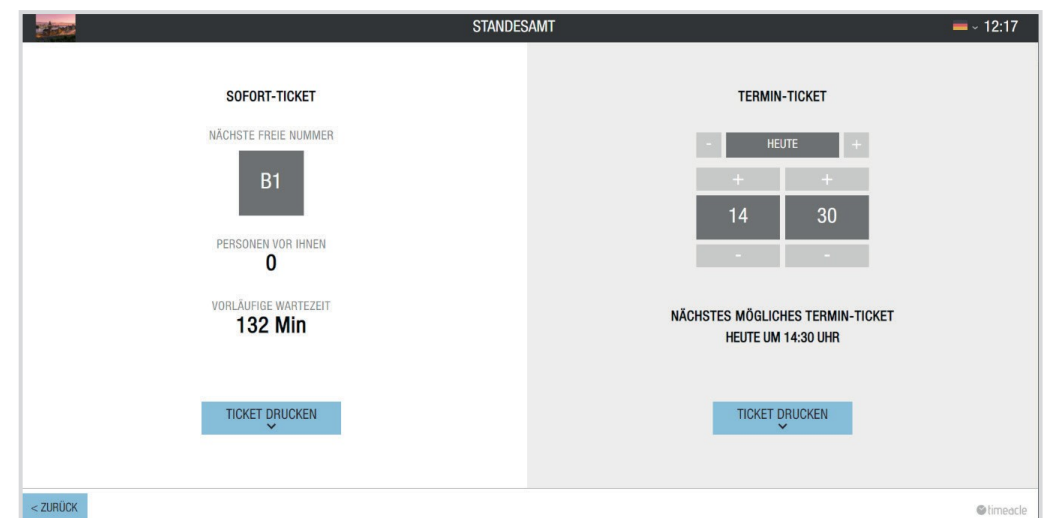 STANDESAMT
12:17
SOFORT-TICKET
NÄCHSTE FREIE NUMMER
B1
PERSONEN VOR IHNEN
0
VORLÄUFIGE WARTEZEIT
132 Min
TICKET DRUCKEN
TERMIN-TICKET
- HEUTE +
+ +
14 30
- -
NÄCHSTES MÖGLICHES TERMIN-TICKET
HEUTE UM 14:30 UHR
TICKET DRUCKEN
< ZURÜCK
timeacle